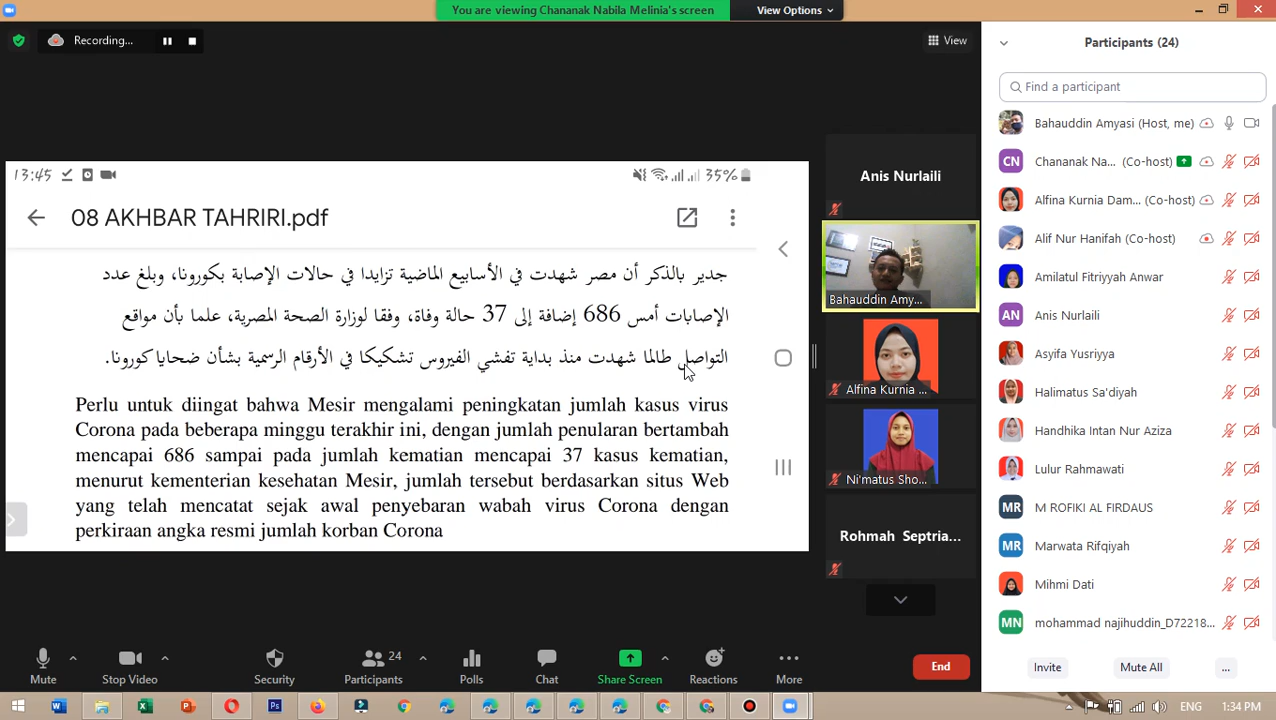 You are viewing Chananak Nabila Melinia's screen
View Options
Recording...
View
Participants (24)
Find a participant
Bahauddin Amyasi (Host, me)
Chananak Na... (Co-host)
Alfina Kurnia Dam... (Co-host)
Alif Nur Hanifah (Co-host)
Amilatul Fitriyyah Anwar
AN
Anis Nurlaili
Asyifa Yusriyya
Halimatus Sa'diyah
Handhika Intan Nur Aziza
Lulur Rahmawati
MR
M ROFIKI AL FIRDAUS
MR
Marwata Rifqiyah
Mihmi Dati
MN
mohammad najihuddin_D72218...
CN
Invite
Mute All
...
Anis Nurlaili
Bahauddin Amy...
Alfina Kurnia ...
Ni'matus Sho...
Rohmah Septria...
13:45
35%
08 AKHBAR TAHRIRI.pdf
جدير بالذكر أن مصر شهدت في الأسابيع الماضية تزايدا في حالات الإصابة بكورونا، وبلغ عدد
الإصابات أمس 686 إضافة إلى 37 حالة وفاة، وفقا لوزارة الصحة المصرية، علما بأن مواقع
التواصل طالما شهدت منذ بداية تفشي الفيروس تشكيكا في الأرقام الرسمية بشأن ضحايا كورونا.
Perlu untuk diingat bahwa Mesir mengalami peningkatan jumlah kasus virus
Corona pada beberapa minggu terakhir ini, dengan jumlah penularan bertambah
mencapai 686 sampai pada jumlah kematian mencapai 37 kasus kematian,
menurut kementerian kesehatan Mesir, jumlah tersebut berdasarkan situs Web
yang telah mencatat sejak awal penyebaran wabah virus Corona dengan
perkiraan angka resmi jumlah korban Corona
Mute
Stop Video
Security
24
Participants
Polls
Chat
Share Screen
Reactions
More
End
ENG
1:34 PM